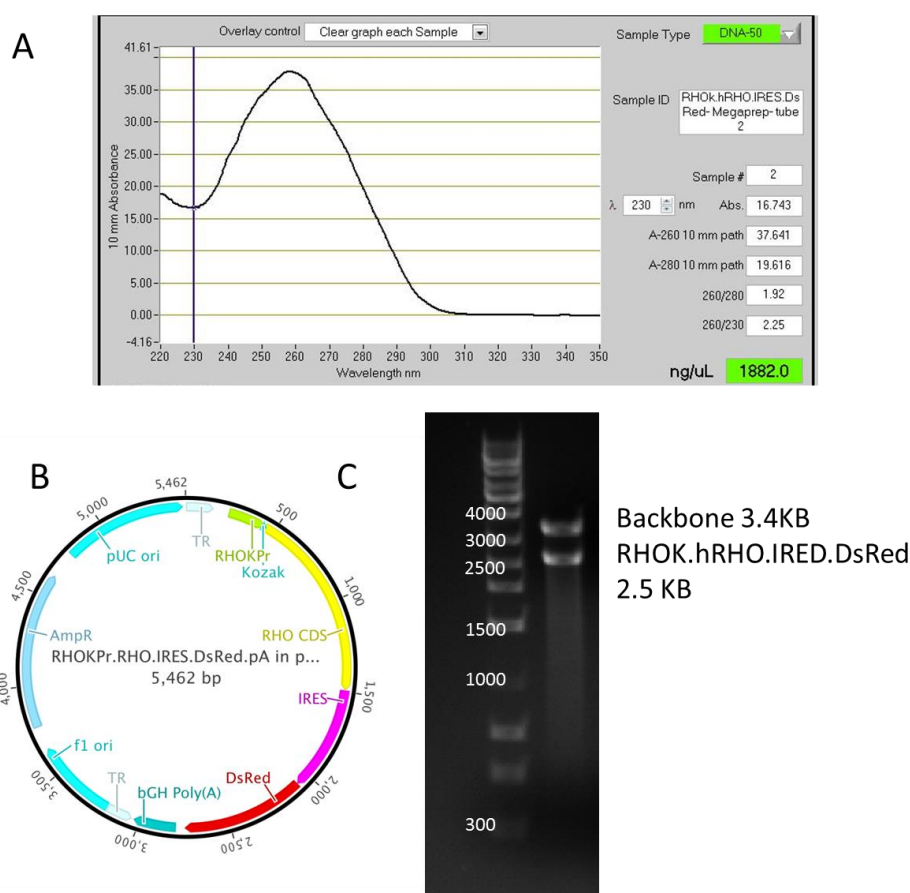 A
Overlay control Clear graph each Sample
Sample Type DNA-50
41.61
35.00
30.00
25.00
20.00
15.00
10.00
5.00
0.00
-4.16
10 mm Absorbance
220 230 240 250 260 270 280 290 300 310 320 330 340 350
Wavelength nm
Sample ID RHOk.hRHO.IRES.Ds
Red-Megaprep-tube
2
Sample # 2
λ 230 nm Abs. 16.743
A-260 10 mm path 37.641
A-280 10 mm path 19.616
260/280 1.92
260/230 2.25
ng/uL 1882.0
B
5,462
500
1,000
1,500
2,000
2,500
3,000
3,500
4,000
4,500
5,000
TR
RHOKPr
Kozak
RHO CDS
IRES
DsRed
bGH Poly(A)
TR
f1 ori
AmpR
pUC ori
RHOKPr.RHO.IRES.DsRed.pA in p...
5,462 bp
C
4000
3000
2500
1500
1000
300
Backbone 3.4KB
RHOK.hRHO.IRED.DsRed
2.5 KB